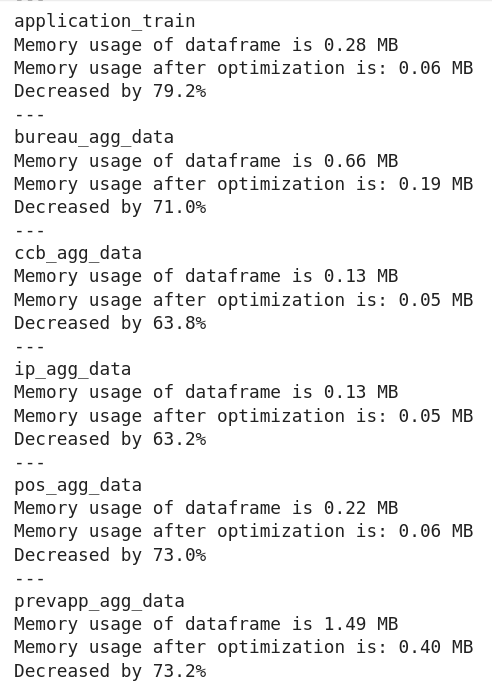 ---
application_train
Memory usage of dataframe is 0.28 MB
Memory usage after optimization is: 0.06 MB
Decreased by 79.2%
---
bureau_agg_data
Memory usage of dataframe is 0.66 MB
Memory usage after optimization is: 0.19 MB
Decreased by 71.0%
---
ccb_agg_data
Memory usage of dataframe is 0.13 MB
Memory usage after optimization is: 0.05 MB
Decreased by 63.8%
---
ip_agg_data
Memory usage of dataframe is 0.13 MB
Memory usage after optimization is: 0.05 MB
Decreased by 63.2%
---
pos_agg_data
Memory usage of dataframe is 0.22 MB
Memory usage after optimization is: 0.06 MB
Decreased by 73.0%
---
prevapp_agg_data
Memory usage of dataframe is 1.49 MB
Memory usage after optimization is: 0.40 MB
Decreased by 73.2%